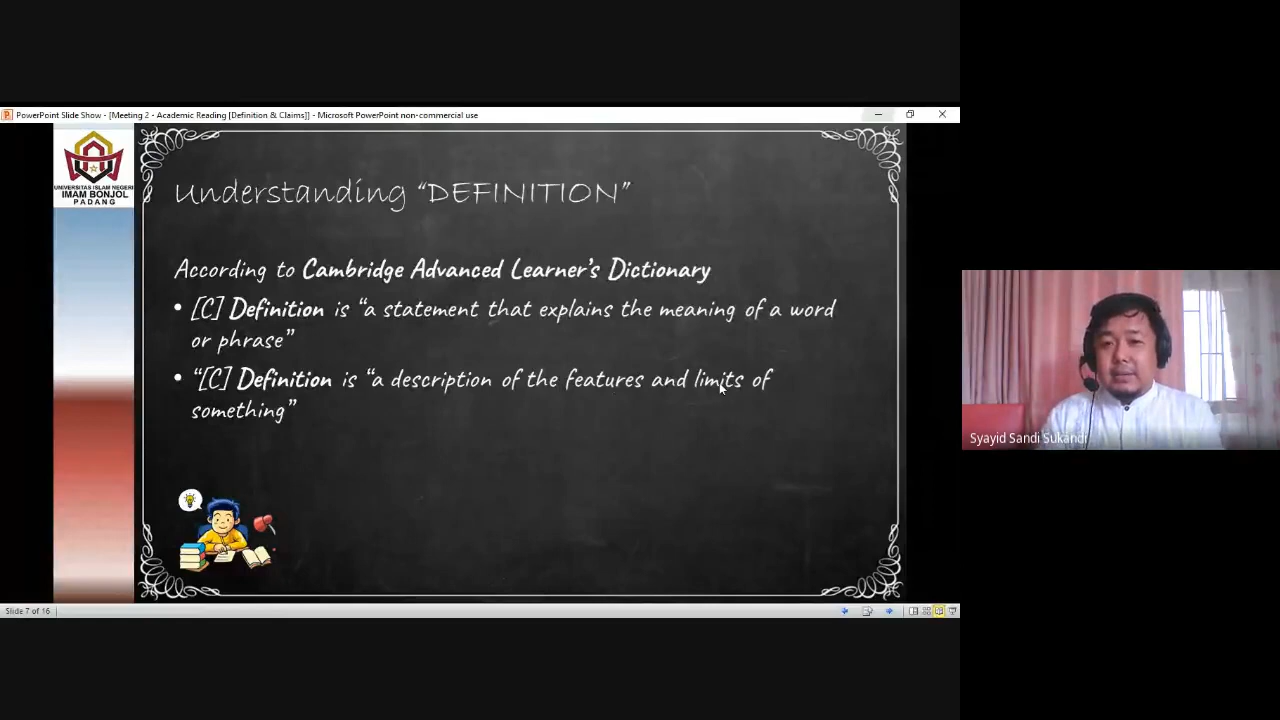 PowerPoint Slide Show - [Meeting 2 - Academic Reading [Definition & Claims]] - Microsoft PowerPoint non-commercial use
UNIVERSITAS ISLAM NEGERI
IMAM BONJOL
PADANG
Understanding “DEFINITION”
According to Cambridge Advanced Learner’s Dictionary
• [C] Definition is “a statement that explains the meaning of a word
or phrase”
• “[C] Definition is “a description of the features and limits of
something”
Syayid Sandi Sukandi
Slide 7 of 16